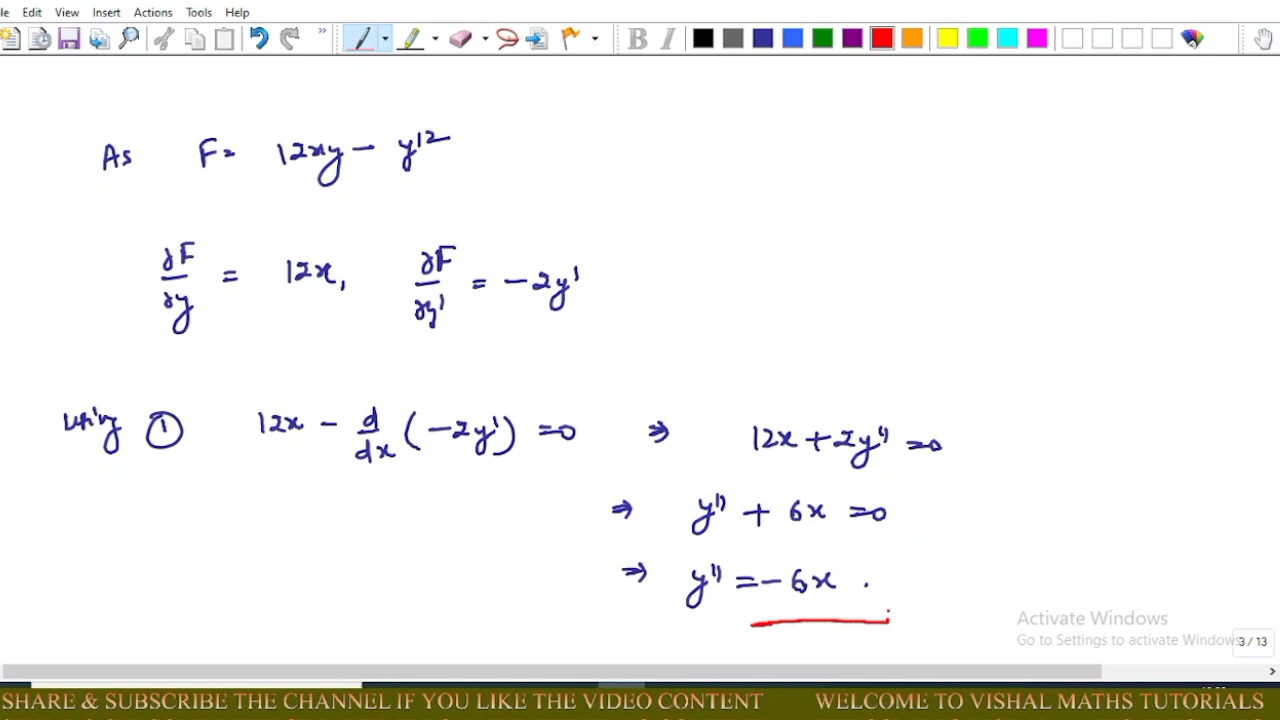 le Edit View Insert Actions Tools Help
B I
As F= 12xy - y'²
∂F/∂y = 12x, ∂F/∂y' = -2y'
Using ① 12x - d/dx (-2y') =0 ⇒ 12x + 2y'' =0
⇒ y'' + 6x =0
⇒ y'' = -6x .
Activate Windows
Go to Settings to activate Windows
3 / 13
SHARE & SUBSCRIBE THE CHANNEL IF YOU LIKE THE VIDEO CONTENT WELCOME TO VISHAL MATHS TUTORIALS